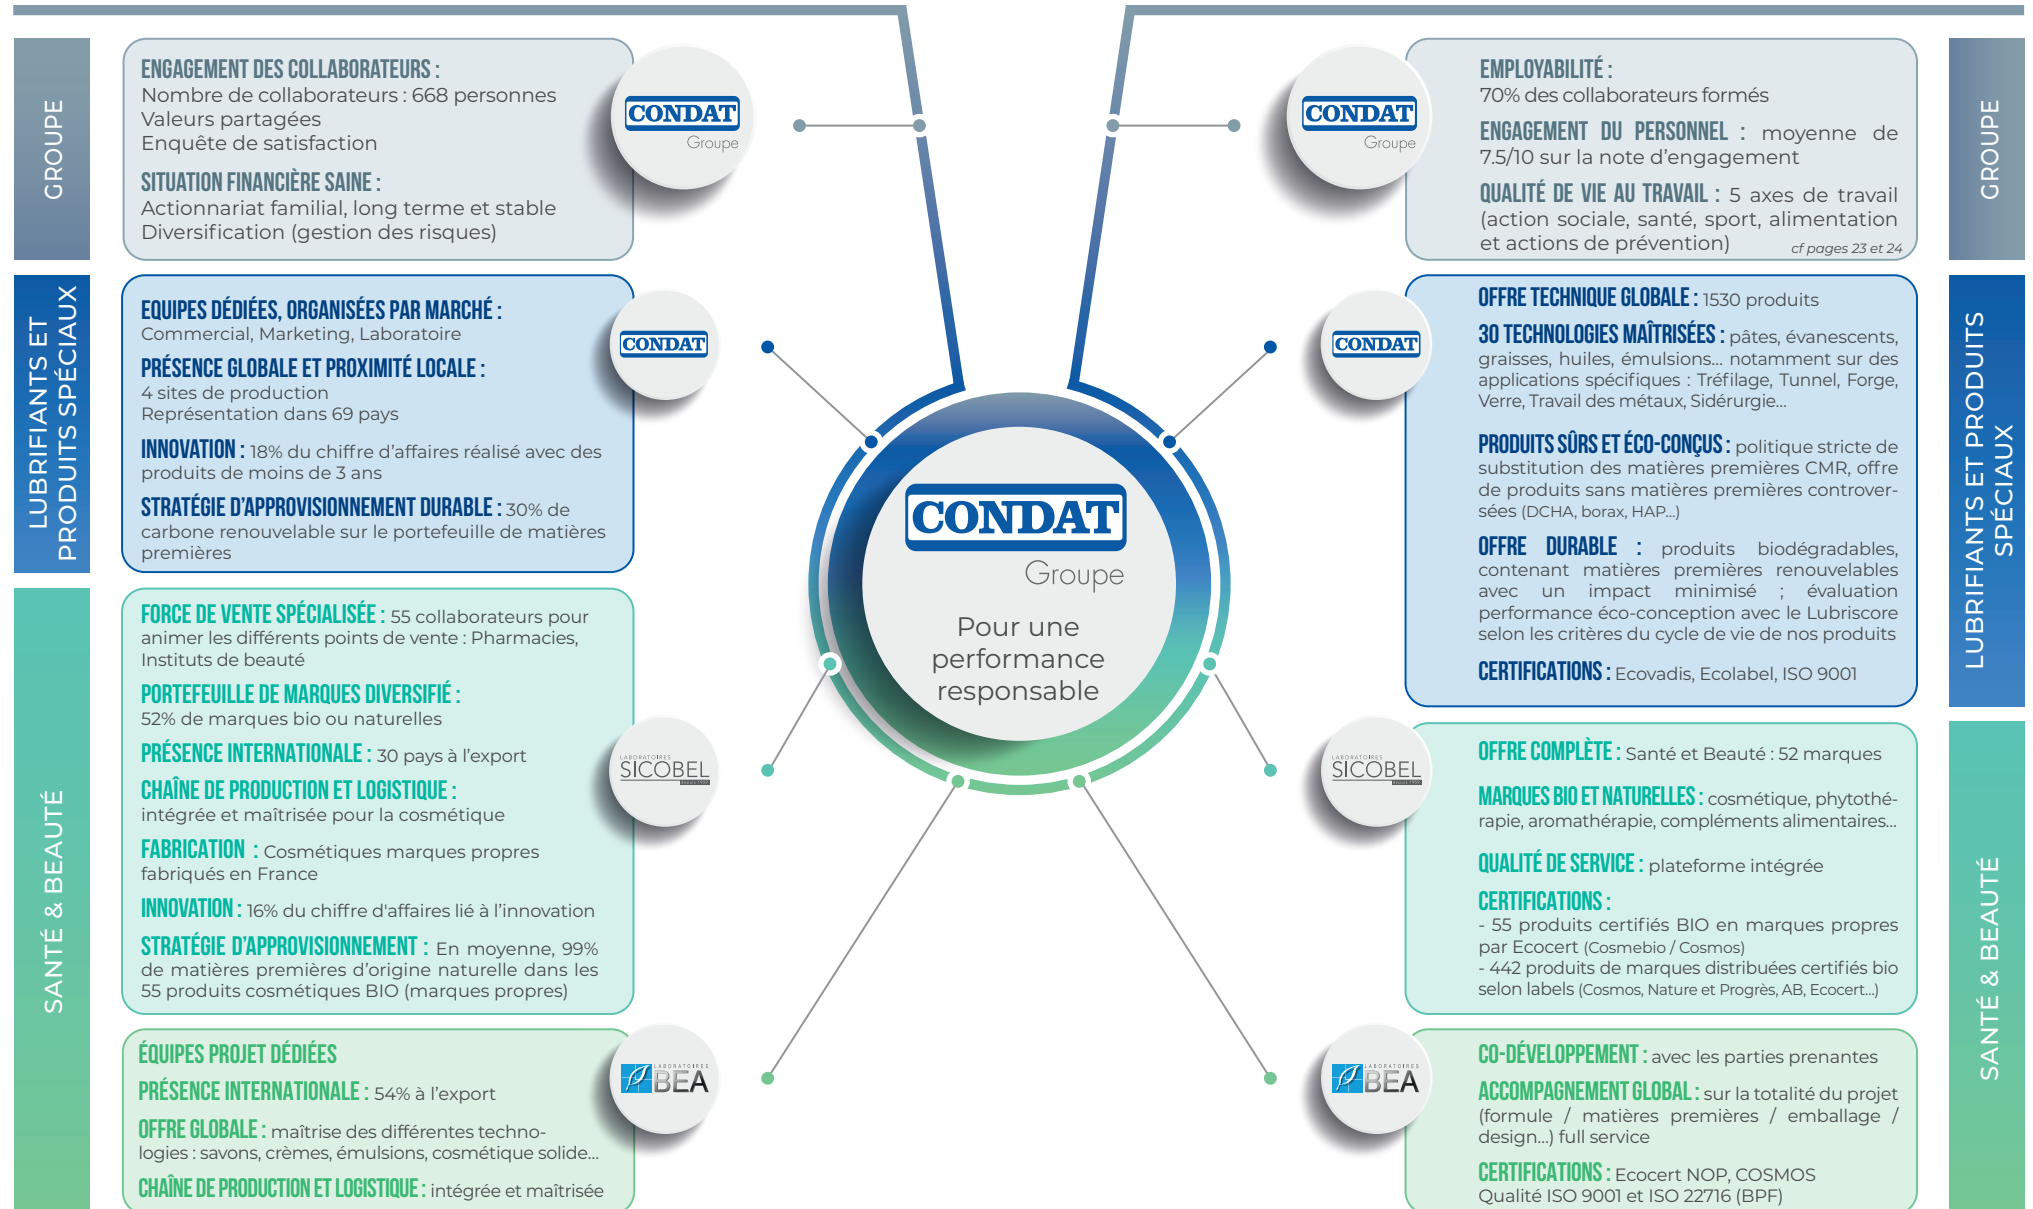 GROUPE
ENGAGEMENT DES COLLABORATEURS :
Nombre de collaborateurs : 668 personnes
Valeurs partagées
Enquête de satisfaction
SITUATION FINANCIÈRE SAINE :
Actionnariat familial, long terme et stable
Diversification (gestion des risques)
CONDAT
Groupe
LUBRIFIANTS ET
PRODUITS SPÉCIAUX
EQUIPES DÉDIÉES, ORGANISÉES PAR MARCHÉ :
Commercial, Marketing, Laboratoire
PRÉSENCE GLOBALE ET PROXIMITÉ LOCALE :
4 sites de production
Représentation dans 69 pays
INNOVATION : 18% du chiffre d’affaires réalisé avec des
produits de moins de 3 ans
STRATÉGIE D’APPROVISIONNEMENT DURABLE : 30% de
carbone renouvelable sur le portefeuille de matières
premières
CONDAT
SANTÉ & BEAUTÉ
FORCE DE VENTE SPÉCIALISÉE : 55 collaborateurs pour
animer les différents points de vente : Pharmacies,
Instituts de beauté
PORTEFEUILLE DE MARQUES DIVERSIFIÉ :
52% de marques bio ou naturelles
PRÉSENCE INTERNATIONALE : 30 pays à l’export
CHAÎNE DE PRODUCTION ET LOGISTIQUE :
intégrée et maîtrisée pour la cosmétique
FABRICATION : Cosmétiques marques propres
fabriqués en France
INNOVATION : 16% du chiffre d'affaires lié à l’innovation
STRATÉGIE D’APPROVISIONNEMENT : En moyenne, 99%
de matières premières d’origine naturelle dans les
55 produits cosmétiques BIO (marques propres)
LABORATOIRES
SICOBEL
ÉQUIPES PROJET DÉDIÉES
PRÉSENCE INTERNATIONALE : 54% à l’export
OFFRE GLOBALE : maîtrise des différentes techno-
logies : savons, crèmes, émulsions, cosmétique solide...
CHAÎNE DE PRODUCTION ET LOGISTIQUE : intégrée et maîtrisée
LABORATOIRES
BEA
CONDAT
Groupe
Pour une
performance
responsable
CONDAT
Groupe
EMPLOYABILITÉ :
70% des collaborateurs formés
ENGAGEMENT DU PERSONNEL : moyenne de
7.5/10 sur la note d’engagement
QUALITÉ DE VIE AU TRAVAIL : 5 axes de travail
(action sociale, santé, sport, alimentation
et actions de prévention) cf pages 23 et 24
GROUPE
CONDAT
OFFRE TECHNIQUE GLOBALE : 1530 produits
30 TECHNOLOGIES MAÎTRISÉES : pâtes, évanescents,
graisses, huiles, émulsions... notamment sur des
applications spécifiques : Tréfilage, Tunnel, Forge,
Verre, Travail des métaux, Sidérurgie...
PRODUITS SÛRS ET ÉCO-CONÇUS : politique stricte de
substitution des matières premières CMR, offre
de produits sans matières premières controver-
sées (DCHA, borax, HAP...)
OFFRE DURABLE : produits biodégradables,
contenant matières premières renouvelables
avec un impact minimisé ; évaluation
performance éco-conception avec le Lubriscore
selon les critères du cycle de vie de nos produits
CERTIFICATIONS : Ecovadis, Ecolabel, ISO 9001
LUBRIFIANTS ET PRODUITS
SPÉCIAUX
LABORATOIRES
SICOBEL
OFFRE COMPLÈTE : Santé et Beauté : 52 marques
MARQUES BIO ET NATURELLES : cosmétique, phytothé-
rapie, aromathérapie, compléments alimentaires...
QUALITÉ DE SERVICE : plateforme intégrée
CERTIFICATIONS :
- 55 produits certifiés BIO en marques propres
par Ecocert (Cosmebio / Cosmos)
- 442 produits de marques distribuées certifiés bio
selon labels (Cosmos, Nature et Progrès, AB, Ecocert...)
SANTÉ & BEAUTÉ
LABORATOIRES
BEA
CO-DÉVELOPPEMENT : avec les parties prenantes
ACCOMPAGNEMENT GLOBAL : sur la totalité du projet
(formule / matières premières / emballage /
design...) full service
CERTIFICATIONS : Ecocert NOP, COSMOS
Qualité ISO 9001 et ISO 22716 (BPF)